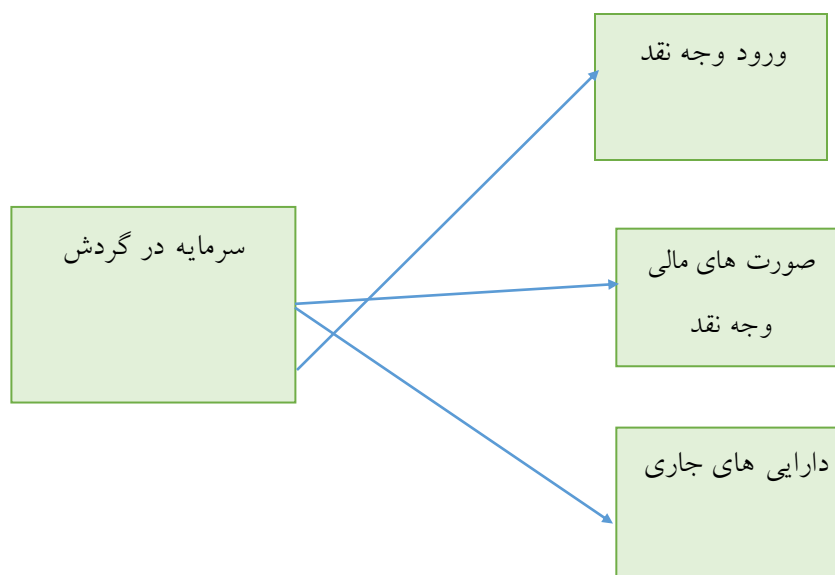 ورود وجه نقد
سرمایه در گردش
صورت های مالی
وجه نقد
دارایی های جاری